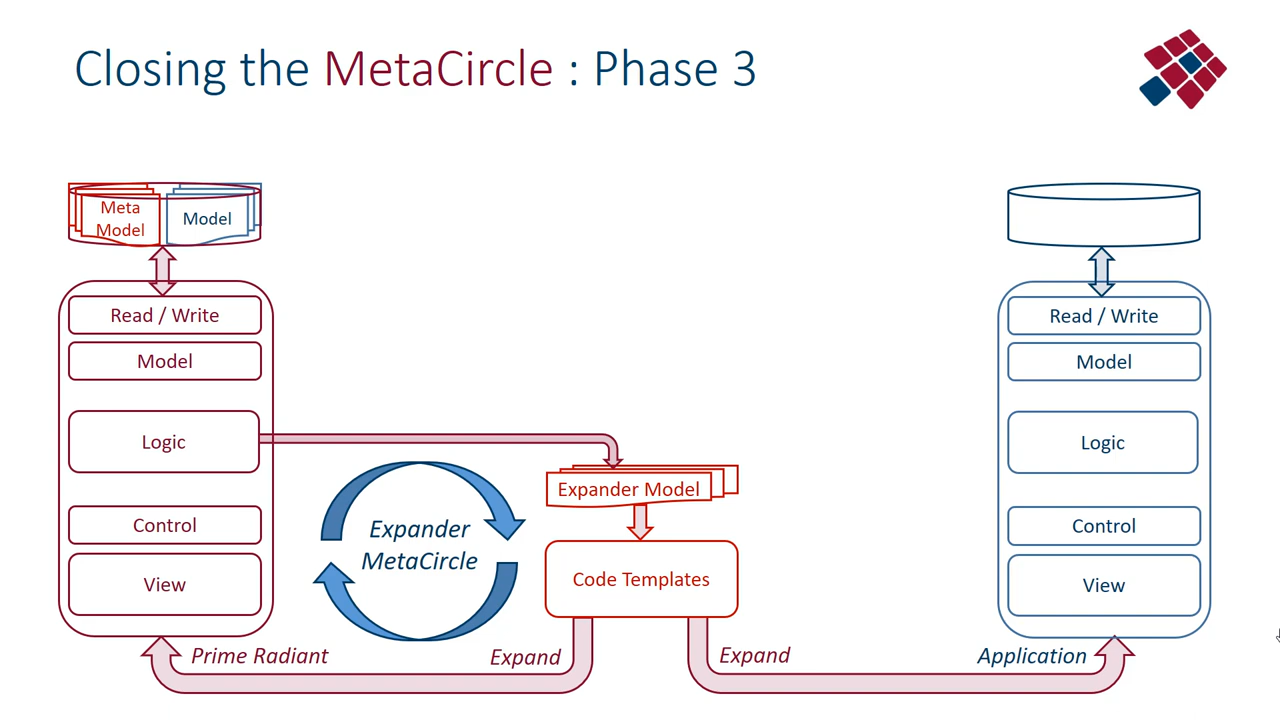 Closing the MetaCircle : Phase 3
Meta
Model
Model
Read / Write
Model
Logic
Control
View
Expander
MetaCircle
Expander Model
Code Templates
Prime Radiant
Expand
Expand
Application
Read / Write
Model
Logic
Control
View